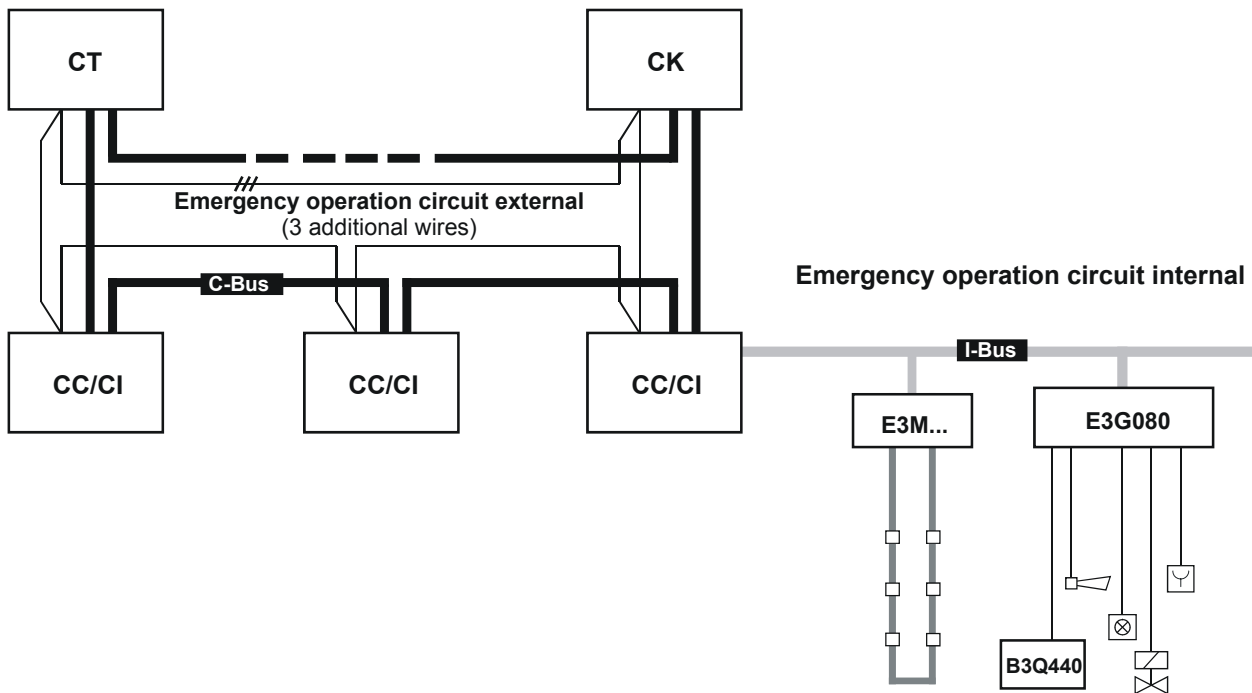 CT
CK
Emergency operation circuit external
(3 additional wires)
C-Bus
Emergency operation circuit internal
I-Bus
CC/CI
CC/CI
CC/CI
E3M...
E3G080
B3Q440